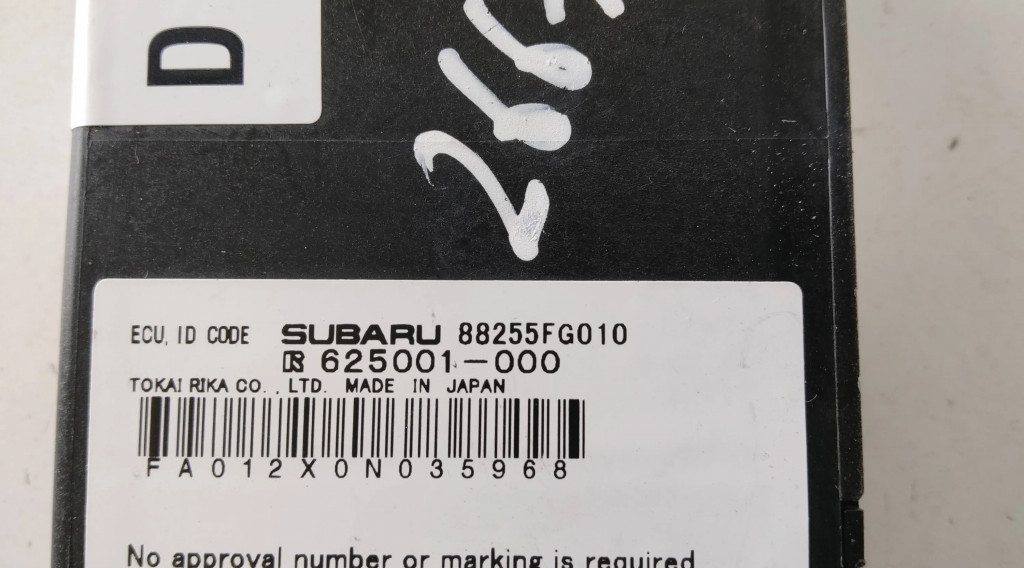 D
ECU, ID CODE SUBARU 88255FG010
R 625001-000
TOKAI RIKA CO., LTD. MADE IN JAPAN
FA012X0N035968
No approval number or marking is required